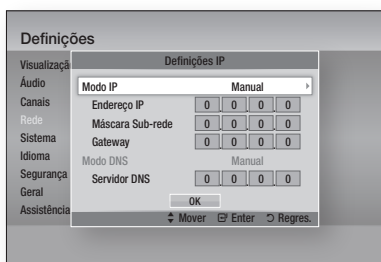 Definições
Definições IP
Visualizaçã
Áudio
Canais
Rede
Sistema
Idioma
Segurança
Geral
Assistência
Modo IP Manual
Endereço IP 0 . 0 . 0 . 0
Máscara Sub-rede 0 . 0 . 0 . 0
Gateway 0 . 0 . 0 . 0
Modo DNS Manual
Servidor DNS 0 . 0 . 0 . 0
OK
Mover Enter Regres.